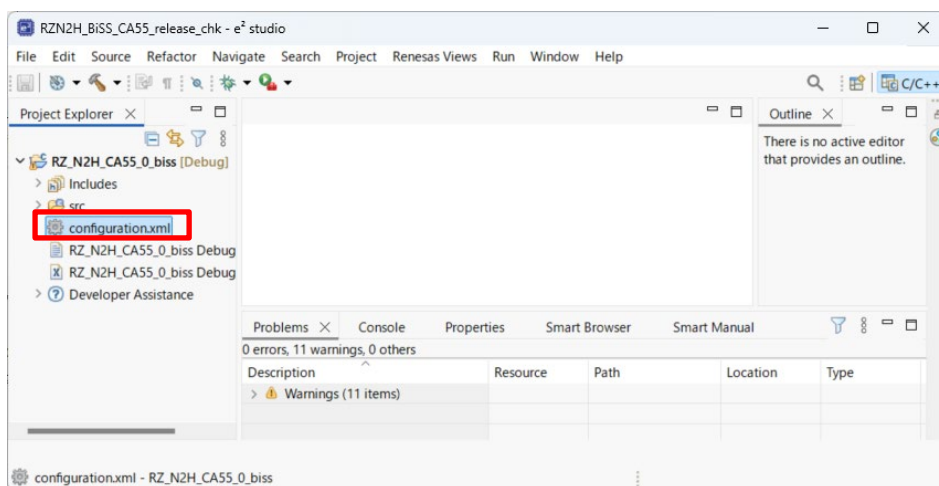 RZN2H_BiSS_CA55_release_chk - e² studio
File Edit Source Refactor Navigate Search Project Renesas Views Run Window Help
C/C++
Project Explorer
Outline
There is no active editor
that provides an outline.
RZ_N2H_CA55_0_biss [Debug]
Includes
src
configuration.xml
RZ_N2H_CA55_0_biss Debug
RZ_N2H_CA55_0_biss Debug
Developer Assistance
Problems Console Properties Smart Browser Smart Manual
0 errors, 11 warnings, 0 others
Description Resource Path Location Type
Warnings (11 items)
configuration.xml - RZ_N2H_CA55_0_biss